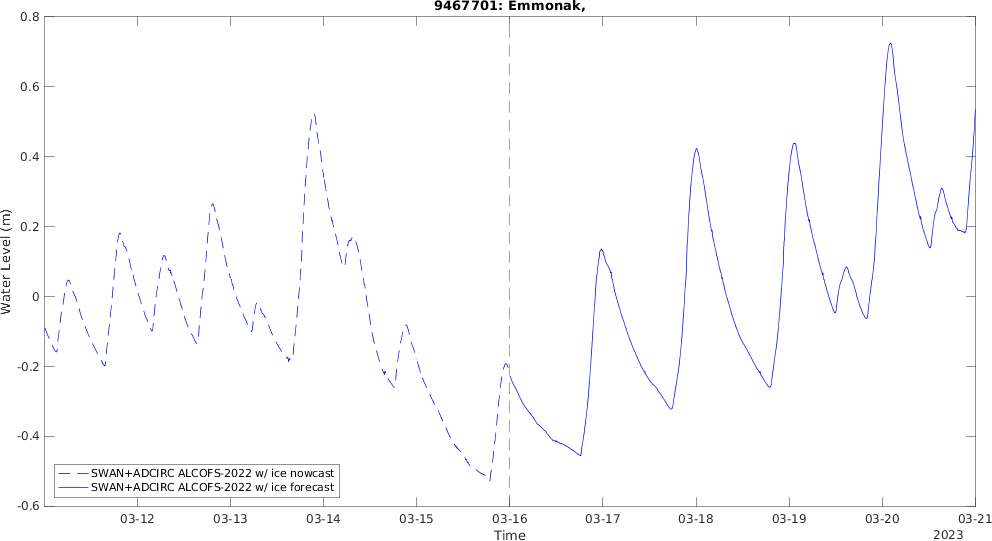 9467701: Emmonak,
0.8
0.6
0.4
0.2
0
-0.2
-0.4
-0.6
Water Level (m)
SWAN+ADCIRC ALCOFS-2022 w/ ice nowcast
SWAN+ADCIRC ALCOFS-2022 w/ ice forecast
03-12 03-13 03-14 03-15 03-16 03-17 03-18 03-19 03-20 03-21
Time
2023